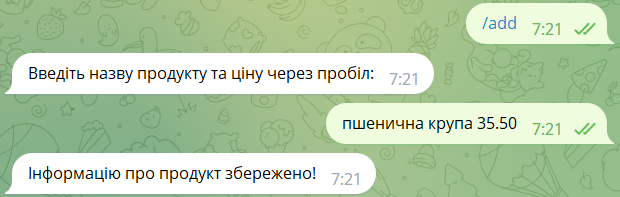 /add 7:21
Введіть назву продукту та ціну через пробіл: 7:21
пшенична крупа 35.50 7:21
Інформацію про продукт збережено! 7:21